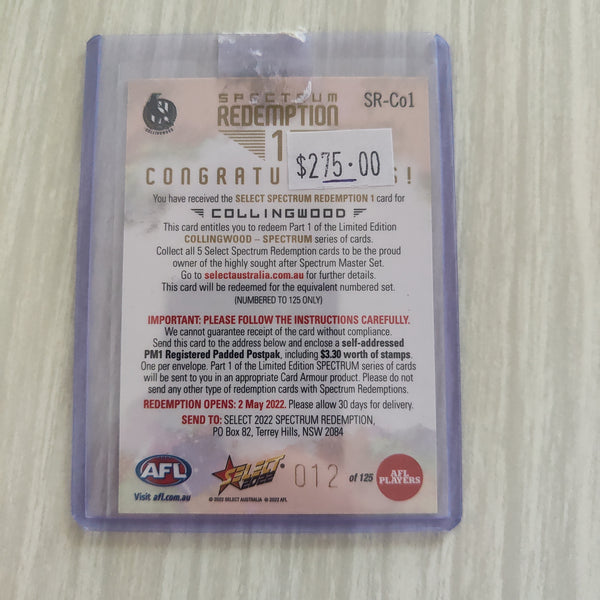 SPECTRUM
SR-Co1
REDEMPTION
1
$275.00
COLLINGWOOD
You have received the SELECT SPECTRUM REDEMPTION 1 card for
COLLINGWOOD
This card entitles you to redeem Part 1 of the Limited Edition
COLLINGWOOD – SPECTRUM series of cards.
Collect all 5 Select Spectrum Redemption cards to be the proud
owner of the highly sought after Spectrum Master Set.
Go to selectaustralia.com.au for further details.
This card will be redeemed for the equivalent numbered set.
(NUMBERED TO 125 ONLY)
IMPORTANT: PLEASE FOLLOW THE INSTRUCTIONS CAREFULLY.
We cannot guarantee receipt of the card without compliance.
Send this card to the address below and enclose a self-addressed
PM1 Registered Padded Postpak, including $3.30 worth of stamps.
One per envelope. Part 1 of the Limited Edition SPECTRUM series of cards
will be sent to you in an appropriate Card Armour product. Please do not
send any other type of redemption cards with Spectrum Redemptions.
REDEMPTION OPENS: 2 May 2022. Please allow 30 days for delivery.
SEND TO: SELECT 2022 SPECTRUM REDEMPTION,
PO Box 82, Terrey Hills, NSW 2084
AFL
SELECT
2022
012 of 125
AFL
PLAYERS
Visit afl.com.au
© 2022 SELECT AUSTRALIA © 2022 AFL